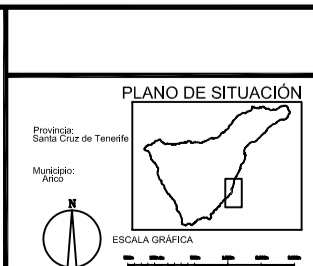 PLANO DE SITUACIÓN
Provincia:
Santa Cruz de Tenerife
Municipio:
Arico
N
ESCALA GRÁFICA